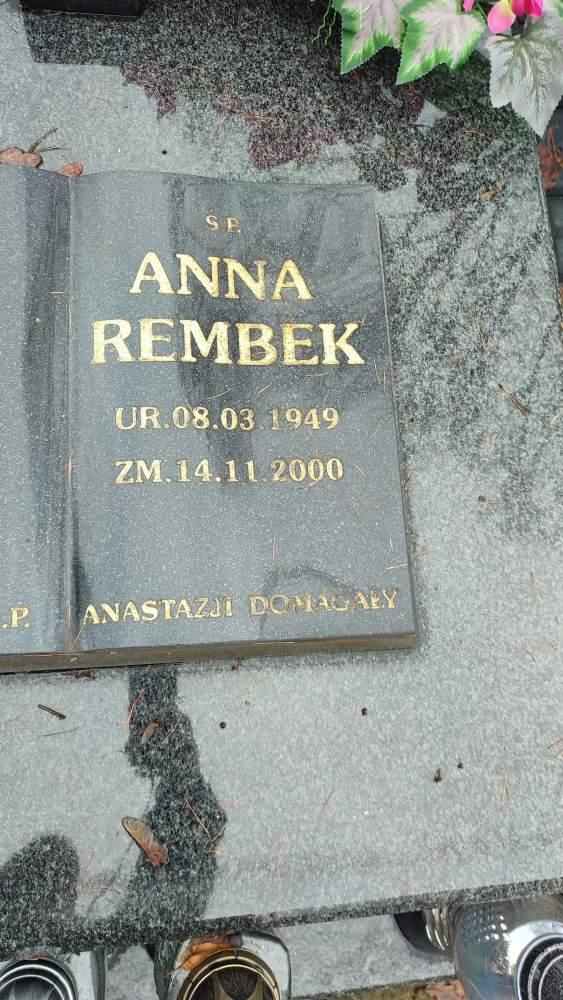 Ś.P.
ANNA
REMBEK
UR.08.03.1949
ZM.14.11.2000
.P. ANASTAZJI DOMAGAŁY